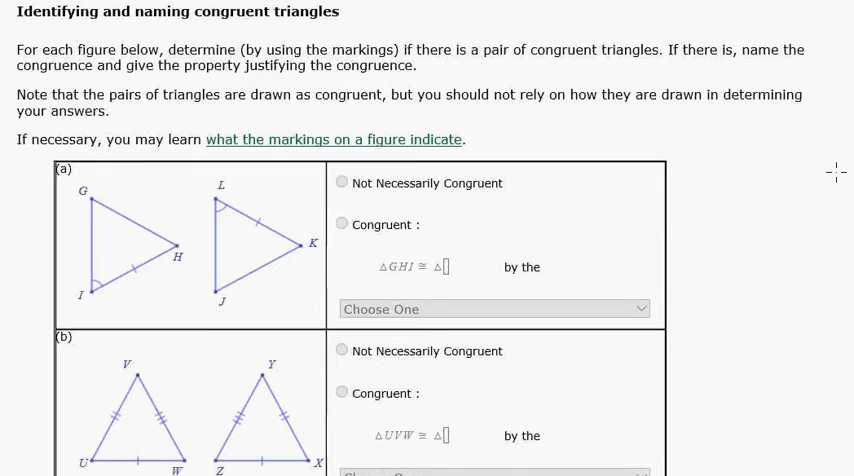 Identifying and naming congruent triangles
For each figure below, determine (by using the markings) if there is a pair of congruent triangles. If there is, name the
congruence and give the property justifying the congruence.
Note that the pairs of triangles are drawn as congruent, but you should not rely on how they are drawn in determining
your answers.
If necessary, you may learn what the markings on a figure indicate.
(a)
G
L
H
K
I
J
Not Necessarily Congruent
Congruent :
△GHI ≅ △▯ by the
Choose One
(b)
V
Y
U
W
Z
X
Not Necessarily Congruent
Congruent :
△UVW ≅ △▯ by the